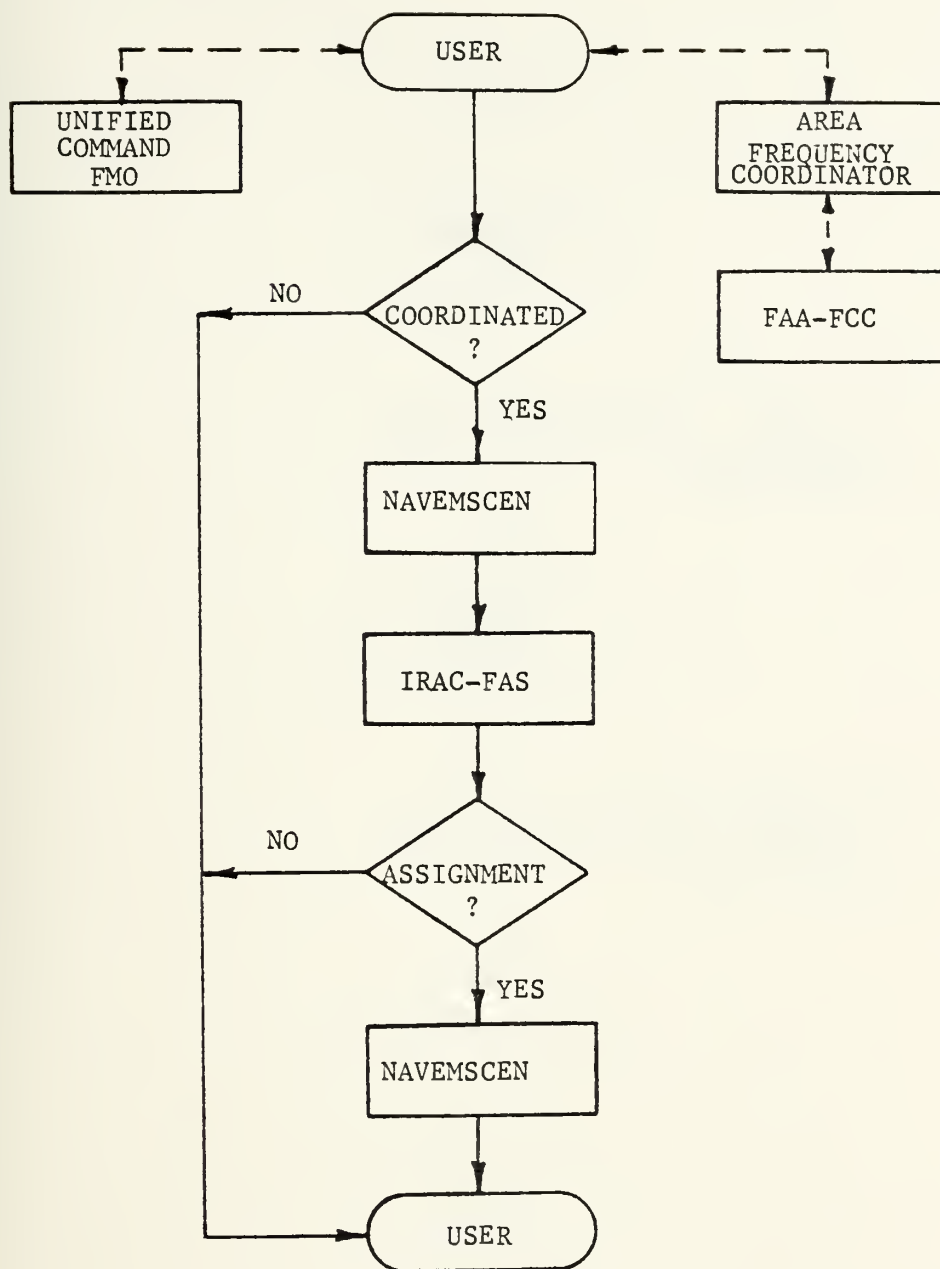 USER
UNIFIED
COMMAND
FMO
AREA
FREQUENCY
COORDINATOR
FAA-FCC
NO
COORDINATED
?
YES
NAVEMSCEN
IRAC-FAS
NO
ASSIGNMENT
?
YES
NAVEMSCEN
USER